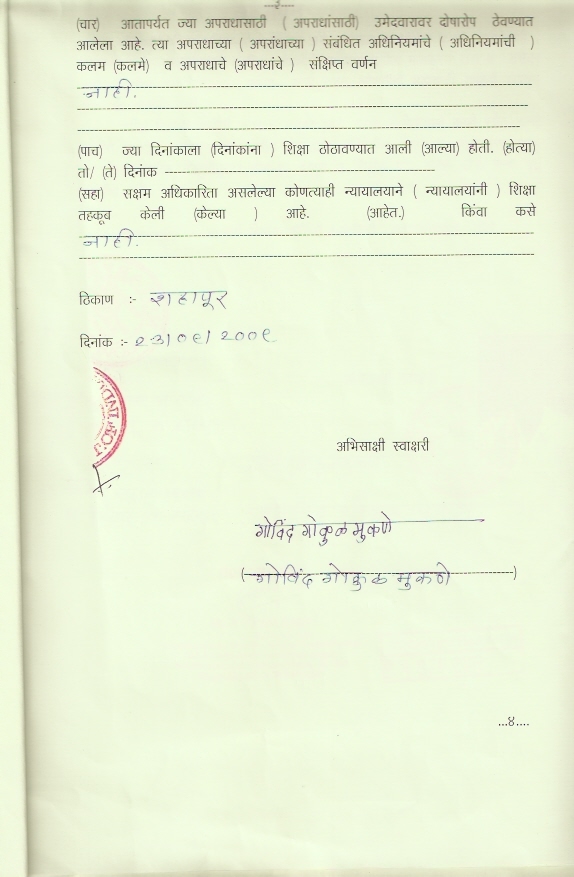 (चार) आतापर्यत ज्या अपराधासाठी ( अपराधांसाठी) उमेदवारावर दोषारोप ठेवण्यात
आलेला आहे. त्या अपराधाच्या ( अपरांधाच्या ) संबंधित अधिनियमांचे ( अधिनियमांची )
कलम (कलमे) व अपराधाचे (अपराधांचे ) संक्षिप्त वर्णन
नाही.
(पाच) ज्या दिनांकाला (दिनांकांना ) शिक्षा ठोठावण्यात आली (आल्या) होती. (होत्या)
तो/ (ते) दिनांक
(सहा) सक्षम अधिकारिता असलेल्या कोणत्याही न्यायालयाने ( न्यायालयांनी ) शिक्षा
तहकूब केली (केल्या ) आहे. (आहेत.) किंवा कसे
नाही.
ठिकाण :- शहापूर
दिनांक :- २३/०९/२००९
अभिसाक्षी स्वाक्षरी
गोविंद गोकुळ मुकणे
(गोविंद गोकुळ मुकणे)
...४....